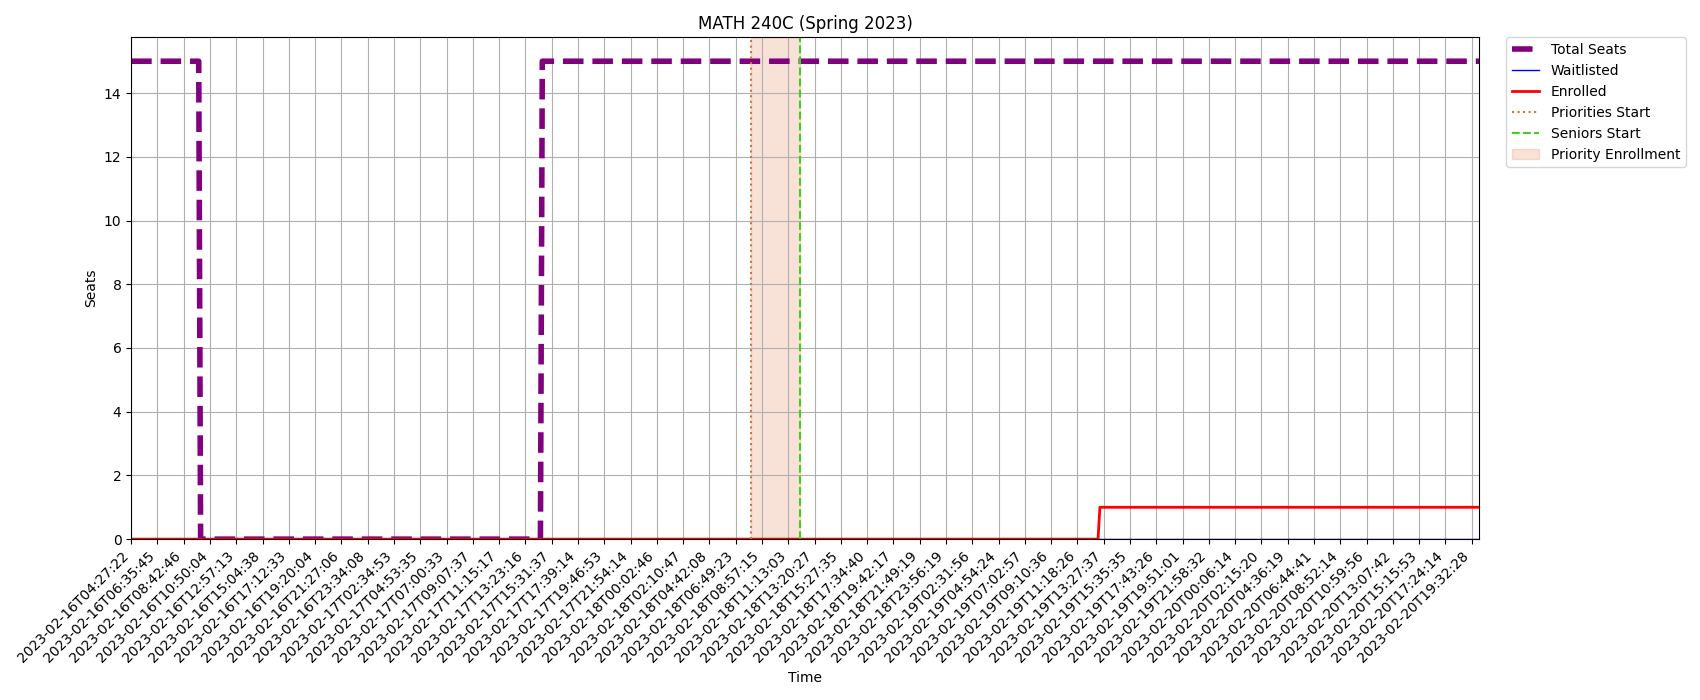 MATH 240C (Spring 2023)
Total Seats
Waitlisted
Enrolled
Priorities Start
Seniors Start
Priority Enrollment
Seats
14
12
10
8
6
4
2
0
2023-02-16T04:27:22
2023-02-16T06:35:45
2023-02-16T08:42:46
2023-02-16T10:50:04
2023-02-16T12:57:13
2023-02-16T15:04:38
2023-02-16T17:12:33
2023-02-16T19:20:04
2023-02-16T21:27:06
2023-02-16T23:34:08
2023-02-17T02:34:53
2023-02-17T04:53:35
2023-02-17T07:00:33
2023-02-17T09:07:37
2023-02-17T11:15:17
2023-02-17T13:23:16
2023-02-17T15:31:37
2023-02-17T17:39:14
2023-02-17T19:46:53
2023-02-17T21:54:14
2023-02-18T00:02:46
2023-02-18T02:10:47
2023-02-18T04:42:08
2023-02-18T06:49:23
2023-02-18T08:57:15
2023-02-18T11:13:03
2023-02-18T13:20:27
2023-02-18T15:27:35
2023-02-18T17:34:40
2023-02-18T19:42:17
2023-02-18T21:49:19
2023-02-18T23:56:19
2023-02-19T02:31:56
2023-02-19T04:54:24
2023-02-19T07:02:57
2023-02-19T09:10:36
2023-02-19T11:18:26
2023-02-19T13:27:37
2023-02-19T15:35:35
2023-02-19T17:43:26
2023-02-19T19:51:01
2023-02-19T21:58:32
2023-02-20T00:06:14
2023-02-20T02:15:20
2023-02-20T04:36:19
2023-02-20T06:44:41
2023-02-20T08:52:14
2023-02-20T10:59:56
2023-02-20T13:07:42
2023-02-20T15:15:53
2023-02-20T17:24:14
2023-02-20T19:32:28
Time